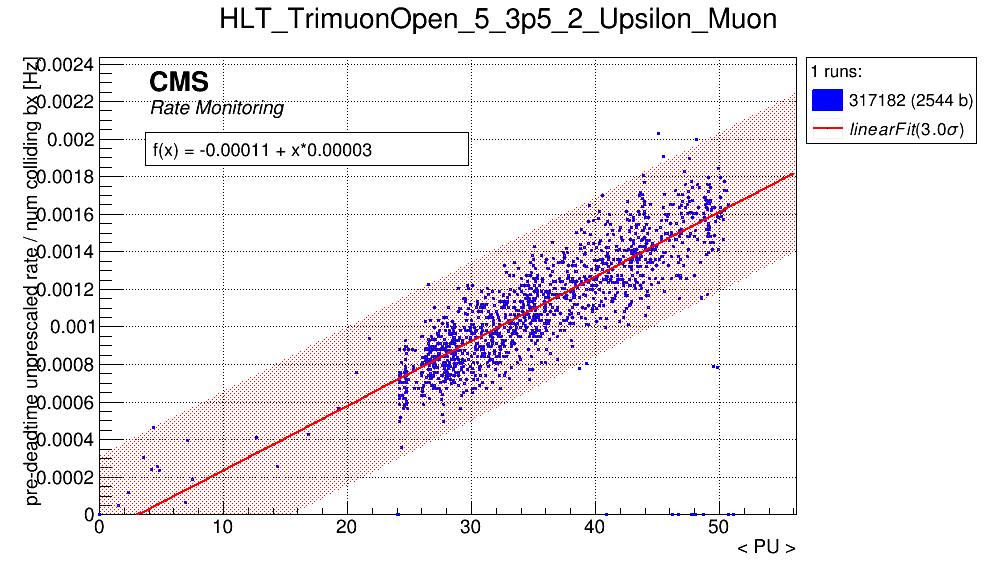 HLT_TrimuonOpen_5_3p5_2_Upsilon_Muon
CMS
Rate Monitoring
f(x) = -0.00011 + x*0.00003
1 runs:
317182 (2544 b)
linearFit(3.0σ)
pre-deadtime unprescaled rate / num colliding bx [Hz]
0.0024
0.0022
0.002
0.0018
0.0016
0.0014
0.0012
0.001
0.0008
0.0006
0.0004
0.0002
0
0 10 20 30 40 50
< PU >